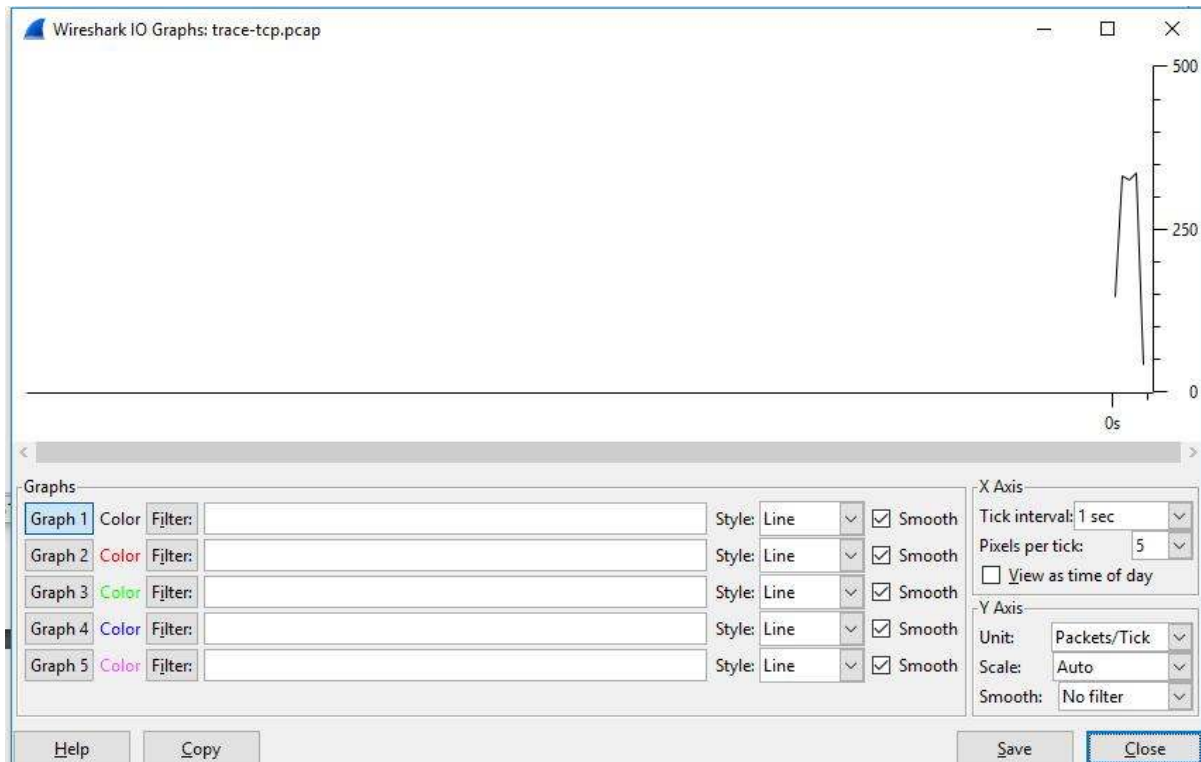 Wireshark IO Graphs: trace-tcp.pcap
500
250
0
0s
Graphs
Graph 1 Color Filter: Style: Line Smooth
Graph 2 Color Filter: Style: Line Smooth
Graph 3 Color Filter: Style: Line Smooth
Graph 4 Color Filter: Style: Line Smooth
Graph 5 Color Filter: Style: Line Smooth
X Axis
Tick interval: 1 sec
Pixels per tick: 5
View as time of day
Y Axis
Unit: Packets/Tick
Scale: Auto
Smooth: No filter
Help Copy Save Close